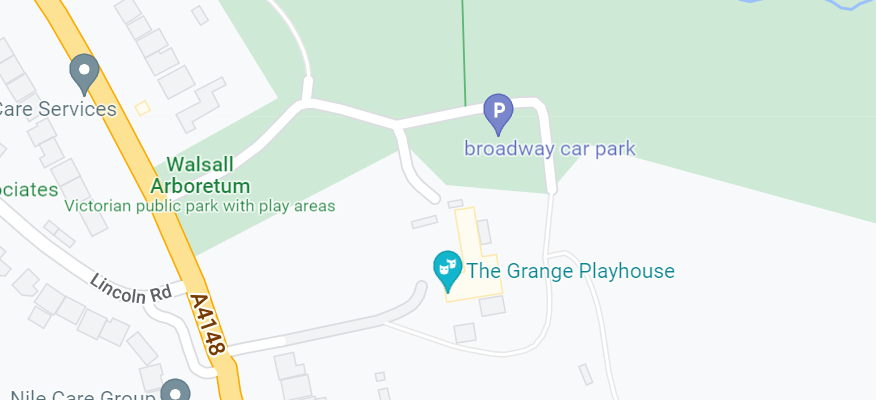 Care Services
P
broadway car park
Walsall
Arboretum
ociates
Victorian public park with play areas
The Grange Playhouse
Lincoln Rd
A4148
Nile Care Group